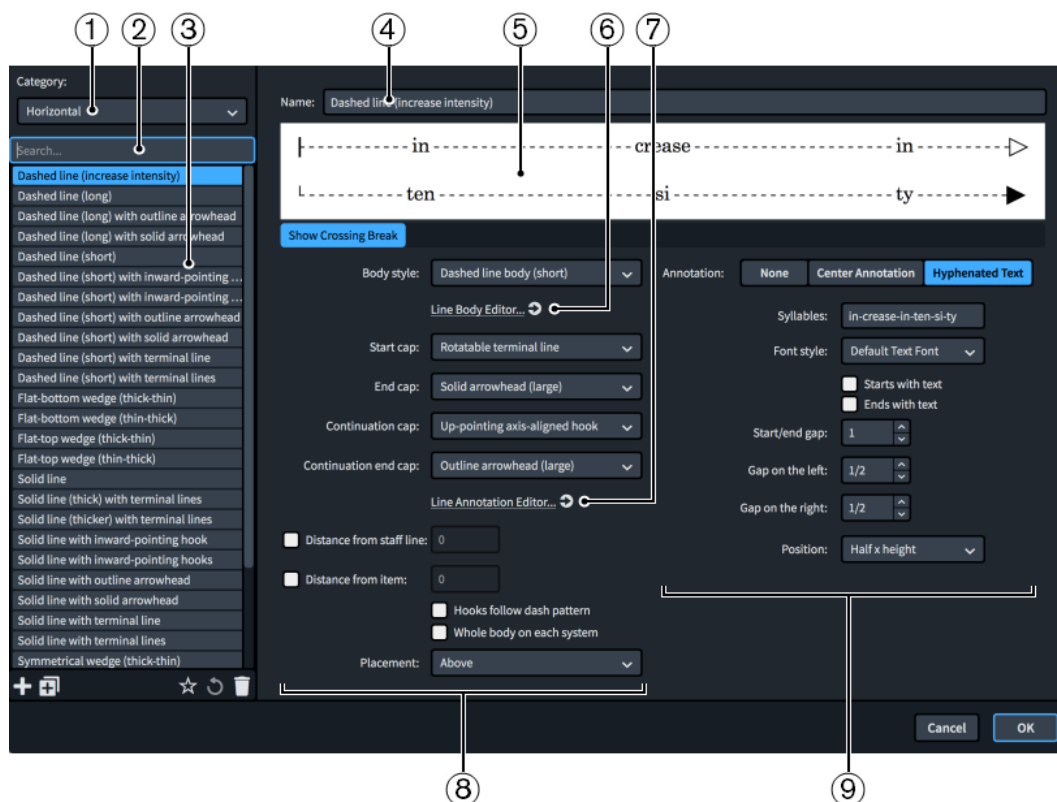 ① ② ③ ④ ⑤ ⑥ ⑦
Category:
Horizontal
Search...
Dashed line (increase intensity)
Dashed line (long)
Dashed line (long) with outline arrowhead
Dashed line (long) with solid arrowhead
Dashed line (short)
Dashed line (short) with inward-pointing ...
Dashed line (short) with inward-pointing ...
Dashed line (short) with outline arrowhead
Dashed line (short) with solid arrowhead
Dashed line (short) with terminal line
Dashed line (short) with terminal lines
Flat-bottom wedge (thick-thin)
Flat-bottom wedge (thin-thick)
Flat-top wedge (thick-thin)
Flat-top wedge (thin-thick)
Solid line
Solid line (thick) with terminal lines
Solid line (thicker) with terminal lines
Solid line with inward-pointing hook
Solid line with inward-pointing hooks
Solid line with outline arrowhead
Solid line with solid arrowhead
Solid line with terminal line
Solid line with terminal lines
Symmetrical wedge (thick-thin)
Name: Dashed line (increase intensity)
in crease in
ten si ty
Show Crossing Break
Body style: Dashed line body (short)
Line Body Editor...
Start cap: Rotatable terminal line
End cap: Solid arrowhead (large)
Continuation cap: Up-pointing axis-aligned hook
Continuation end cap: Outline arrowhead (large)
Line Annotation Editor...
Distance from staff line: 0
Distance from item: 0
Hooks follow dash pattern
Whole body on each system
Placement: Above
Annotation: None Center Annotation Hyphenated Text
Syllables: in-crease-in-ten-si-ty
Font style: Default Text Font
Starts with text
Ends with text
Start/end gap: 1
Gap on the left: 1/2
Gap on the right: 1/2
Position: Half x height
Cancel OK
⑧ ⑨